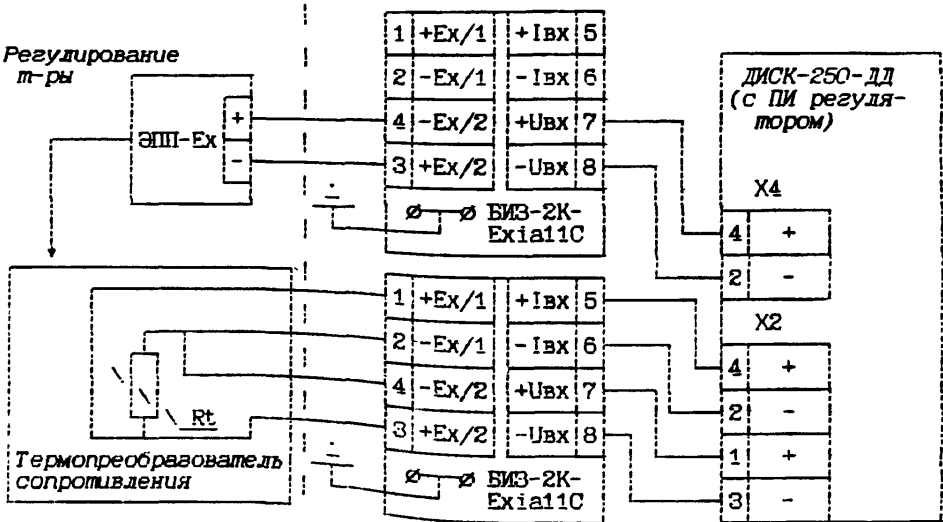 Регулирование
т-ры
ЭПП-Ex
+
-
1 +Ex/1 +Iвх 5
2 -Ex/1 -Iвх 6
4 -Ex/2 +Uвх 7
3 +Ex/2 -Uвх 8
БИЗ-2К-
Exia11C
ДИСК-250-ДД
(с ПИ регуля-
тором)
X4
4 +
2 -
X2
4 +
2 -
1 +
3 -
1 +Ex/1 +Iвх 5
2 -Ex/1 -Iвх 6
4 -Ex/2 +Uвх 7
3 +Ex/2 -Uвх 8
БИЗ-2К-
Exia11C
Rt
Термопреобразователь
сопротивления